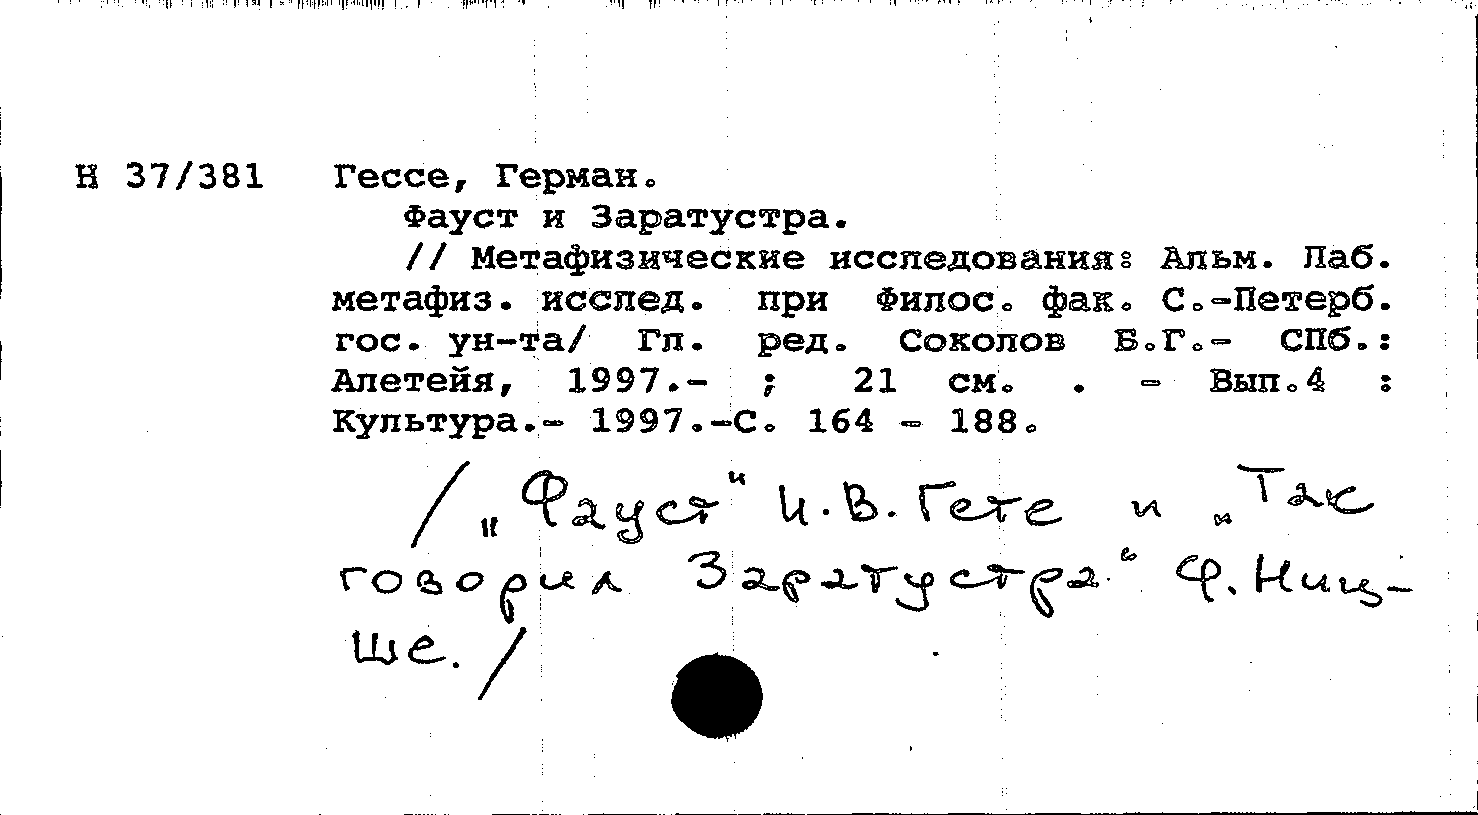 Н 37/381 Гессе, Герман.
Фауст и Заратустра.
// Метафизические исследования: Альм. Лаб.
метафиз. исслед. при Филос. фак. С.-Петерб.
гос. ун-та/ Гл. ред. Соколов Б.Г.- СПб.:
Алетейя, 1997.- ; 21 см. . - Вып.4 :
Культура.- 1997.-С. 164 - 188.
/ „Фауст" И.В. Гете и „Так
говорил Заратустра" Ф. Ниц-
ше. /